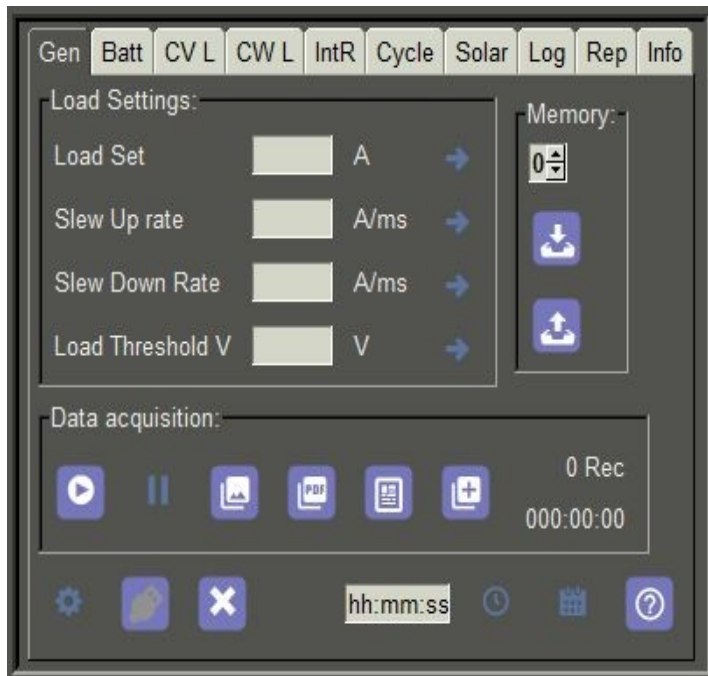 Gen Batt CV L CW L IntR Cycle Solar Log Rep Info
Load Settings:
Load Set A
Slew Up rate A/ms
Slew Down Rate A/ms
Load Threshold V V
Memory:
0
Data acquisition:
PDF
0 Rec
000:00:00
hh:mm:ss
?